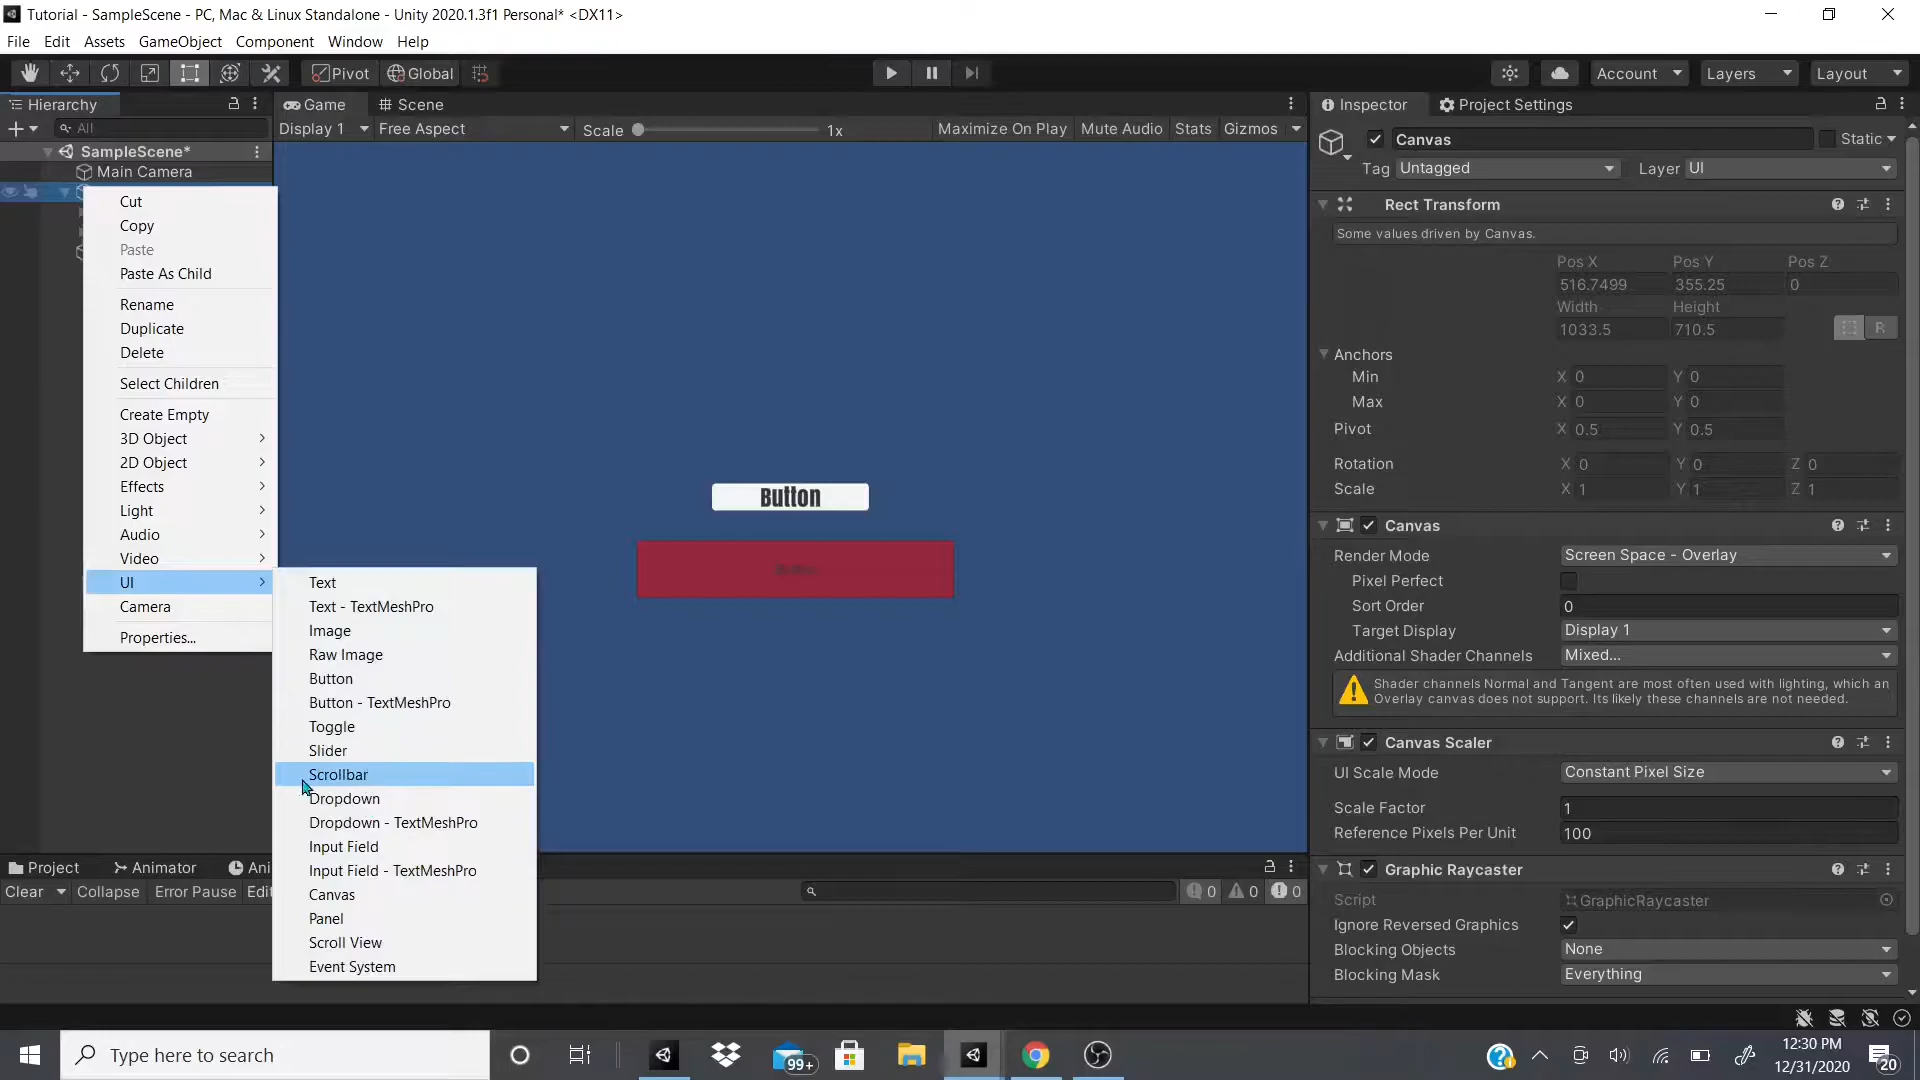 Tutorial - SampleScene - PC, Mac & Linux Standalone - Unity 2020.1.3f1 Personal* <DX11>
File Edit Assets GameObject Component Window Help
Pivot Global Account Layers Layout
Hierarchy Game Scene Inspector Project Settings
All Display 1 Free Aspect Scale 1x Maximize On Play Mute Audio Stats Gizmos
Canvas Static
SampleScene*
Main Camera
Tag Untagged Layer UI
Cut
Copy
Paste
Paste As Child
Rename
Duplicate
Delete
Select Children
Create Empty
3D Object
2D Object
Effects
Light
Audio
Video
UI
Camera
Properties...
Text
Text - TextMeshPro
Image
Raw Image
Button
Button - TextMeshPro
Toggle
Slider
Scrollbar
Dropdown
Dropdown - TextMeshPro
Input Field
Input Field - TextMeshPro
Canvas
Panel
Scroll View
Event System
Button
Rect Transform
Some values driven by Canvas.
Pos X Pos Y Pos Z
516.7499 355.25 0
Width Height
1033.5 710.5
R
Anchors
Min X 0 Y 0
Max X 0 Y 0
Pivot X 0.5 Y 0.5
Rotation X 0 Y 0 Z 0
Scale X 1 Y 1 Z 1
Canvas
Render Mode Screen Space - Overlay
Pixel Perfect
Sort Order 0
Target Display Display 1
Additional Shader Channels Mixed...
Shader channels Normal and Tangent are most often used with lighting, which an
Overlay canvas does not support. Its likely these channels are not needed.
Canvas Scaler
UI Scale Mode Constant Pixel Size
Scale Factor 1
Reference Pixels Per Unit 100
Graphic Raycaster
Script GraphicRaycaster
Ignore Reversed Graphics
Blocking Objects None
Blocking Mask Everything
Project Animator Ani
Clear Collapse Error Pause Edit
0 0 0
Type here to search
99+
12:30 PM
12/31/2020
20